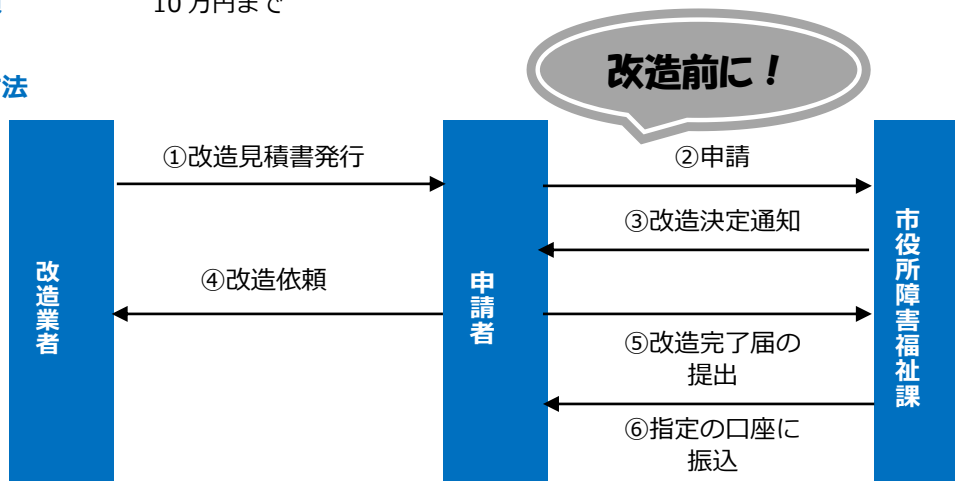 10 万円まで
法
改造前に！
①改造見積書発行
②申請
③改造決定通知
④改造依頼
⑤改造完了届の
提出
⑥指定の口座に
振込
改造業者
申請者
市役所障害福祉課